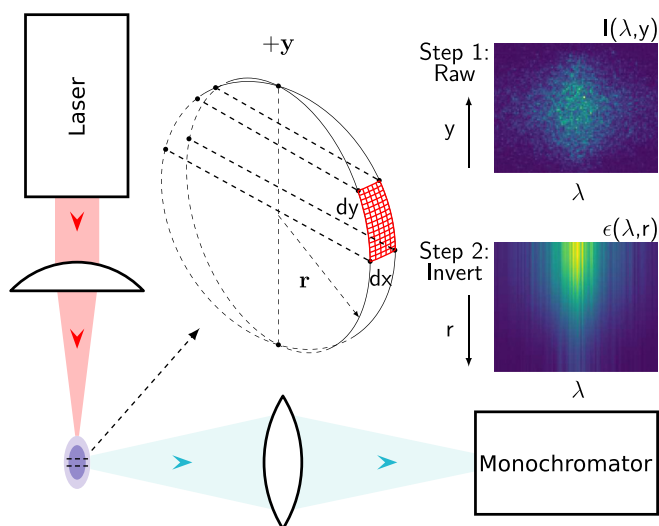 Laser
+y
dy
dx
r
I(λ,y)
Step 1:
Raw
y
λ
ϵ(λ,r)
Step 2:
Invert
r
λ
Monochromator